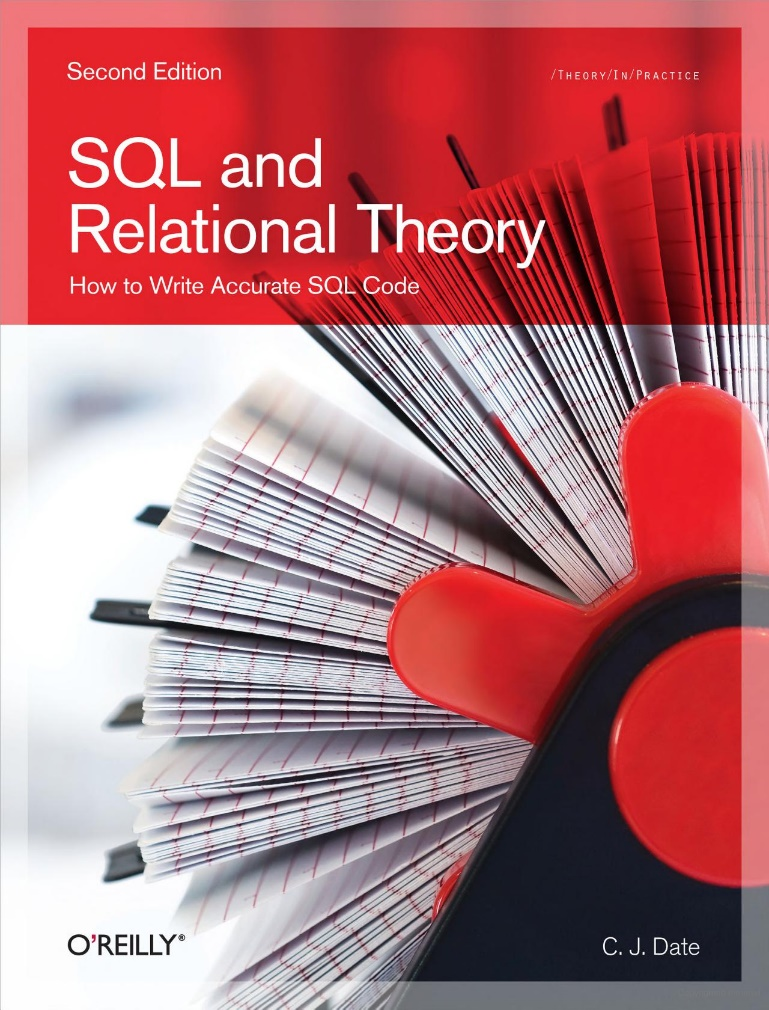 Second Edition
/THEORY/IN/PRACTICE
SQL and
Relational Theory
How to Write Accurate SQL Code
O'REILLY®
C. J. Date